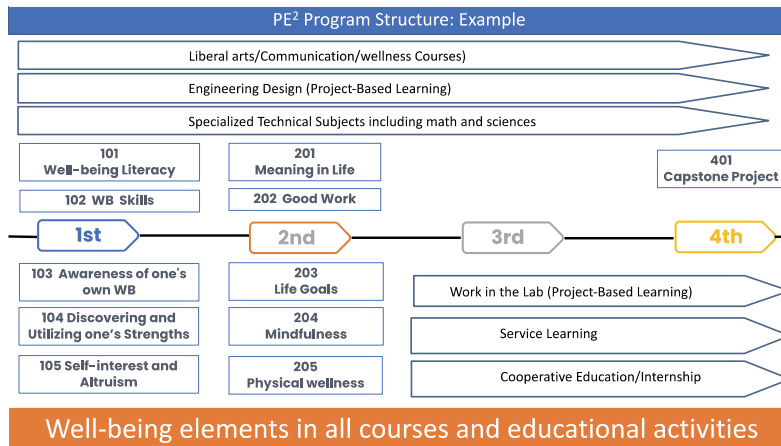 PE² Program Structure: Example
Liberal arts/Communication/wellness Courses)
Engineering Design (Project-Based Learning)
Specialized Technical Subjects including math and sciences
101
Well-being Literacy
201
Meaning in Life
401
Capstone Project
102 WB Skills
202 Good Work
1st
2nd
3rd
4th
103 Awareness of one's
own WB
203
Life Goals
Work in the Lab (Project-Based Learning)
104 Discovering and
Utilizing one's Strengths
204
Mindfulness
Service Learning
105 Self-interest and
Altruism
205
Physical wellness
Cooperative Education/Internship
Well-being elements in all courses and educational activities